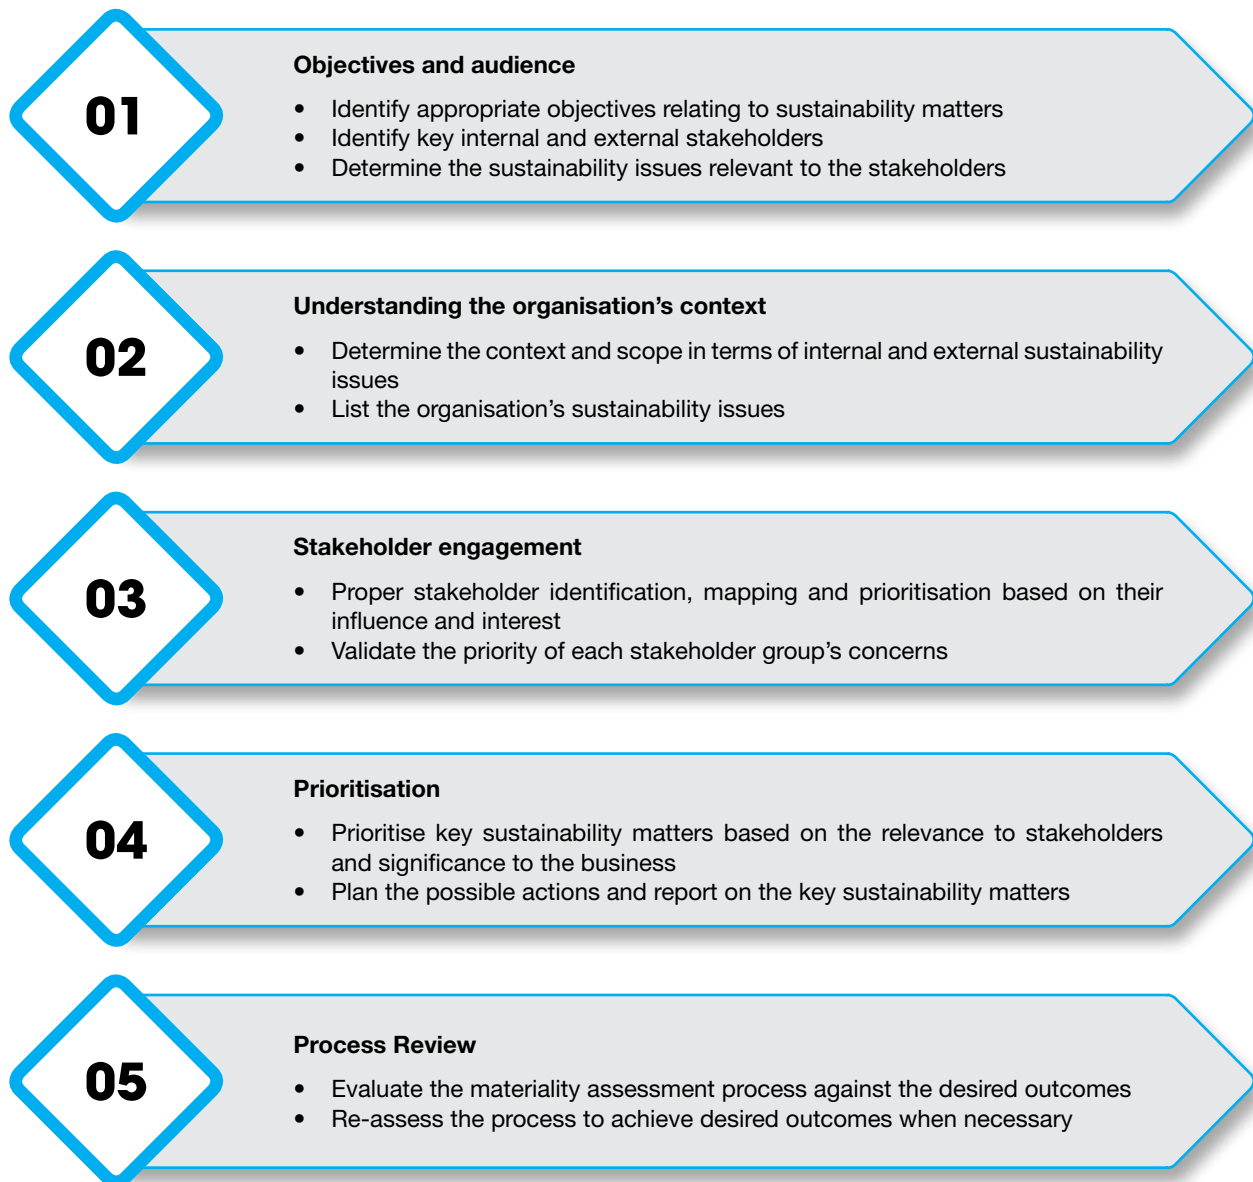 01
Objectives and audience
• Identify appropriate objectives relating to sustainability matters
• Identify key internal and external stakeholders
• Determine the sustainability issues relevant to the stakeholders
02
Understanding the organisation’s context
• Determine the context and scope in terms of internal and external sustainability
issues
• List the organisation’s sustainability issues
03
Stakeholder engagement
• Proper stakeholder identification, mapping and prioritisation based on their
influence and interest
• Validate the priority of each stakeholder group’s concerns
04
Prioritisation
• Prioritise key sustainability matters based on the relevance to stakeholders
and significance to the business
• Plan the possible actions and report on the key sustainability matters
05
Process Review
• Evaluate the materiality assessment process against the desired outcomes
• Re-assess the process to achieve desired outcomes when necessary